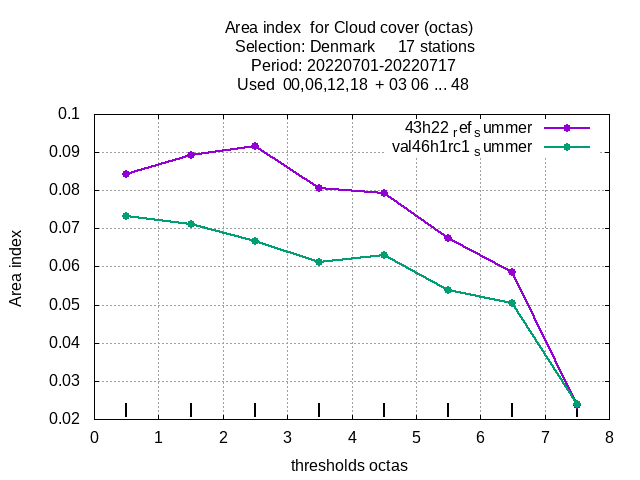 Area index for Cloud cover (octas)
Selection: Denmark 17 stations
Period: 20220701-20220717
Used 00,06,12,18 + 03 06 ... 48
43h22_ref_summer
val46h1rc1_summer
0.1
0.09
0.08
0.07
0.06
0.05
0.04
0.03
0.02
Area index
0 1 2 3 4 5 6 7 8
thresholds octas